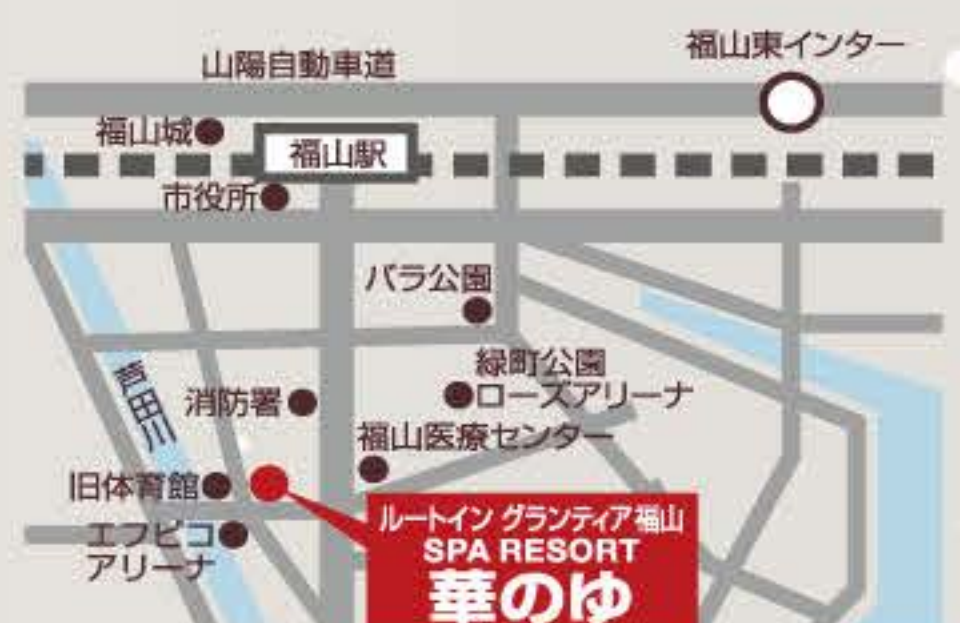 福山東インター
山陽自動車道
福山城
福山駅
市役所
バラ公園
緑町公園
ローズアリーナ
芦田川
消防署
福山医療センター
旧体育館
エフピコ
アリーナ
ルートイン グランティア福山
SPA RESORT
華のゆ